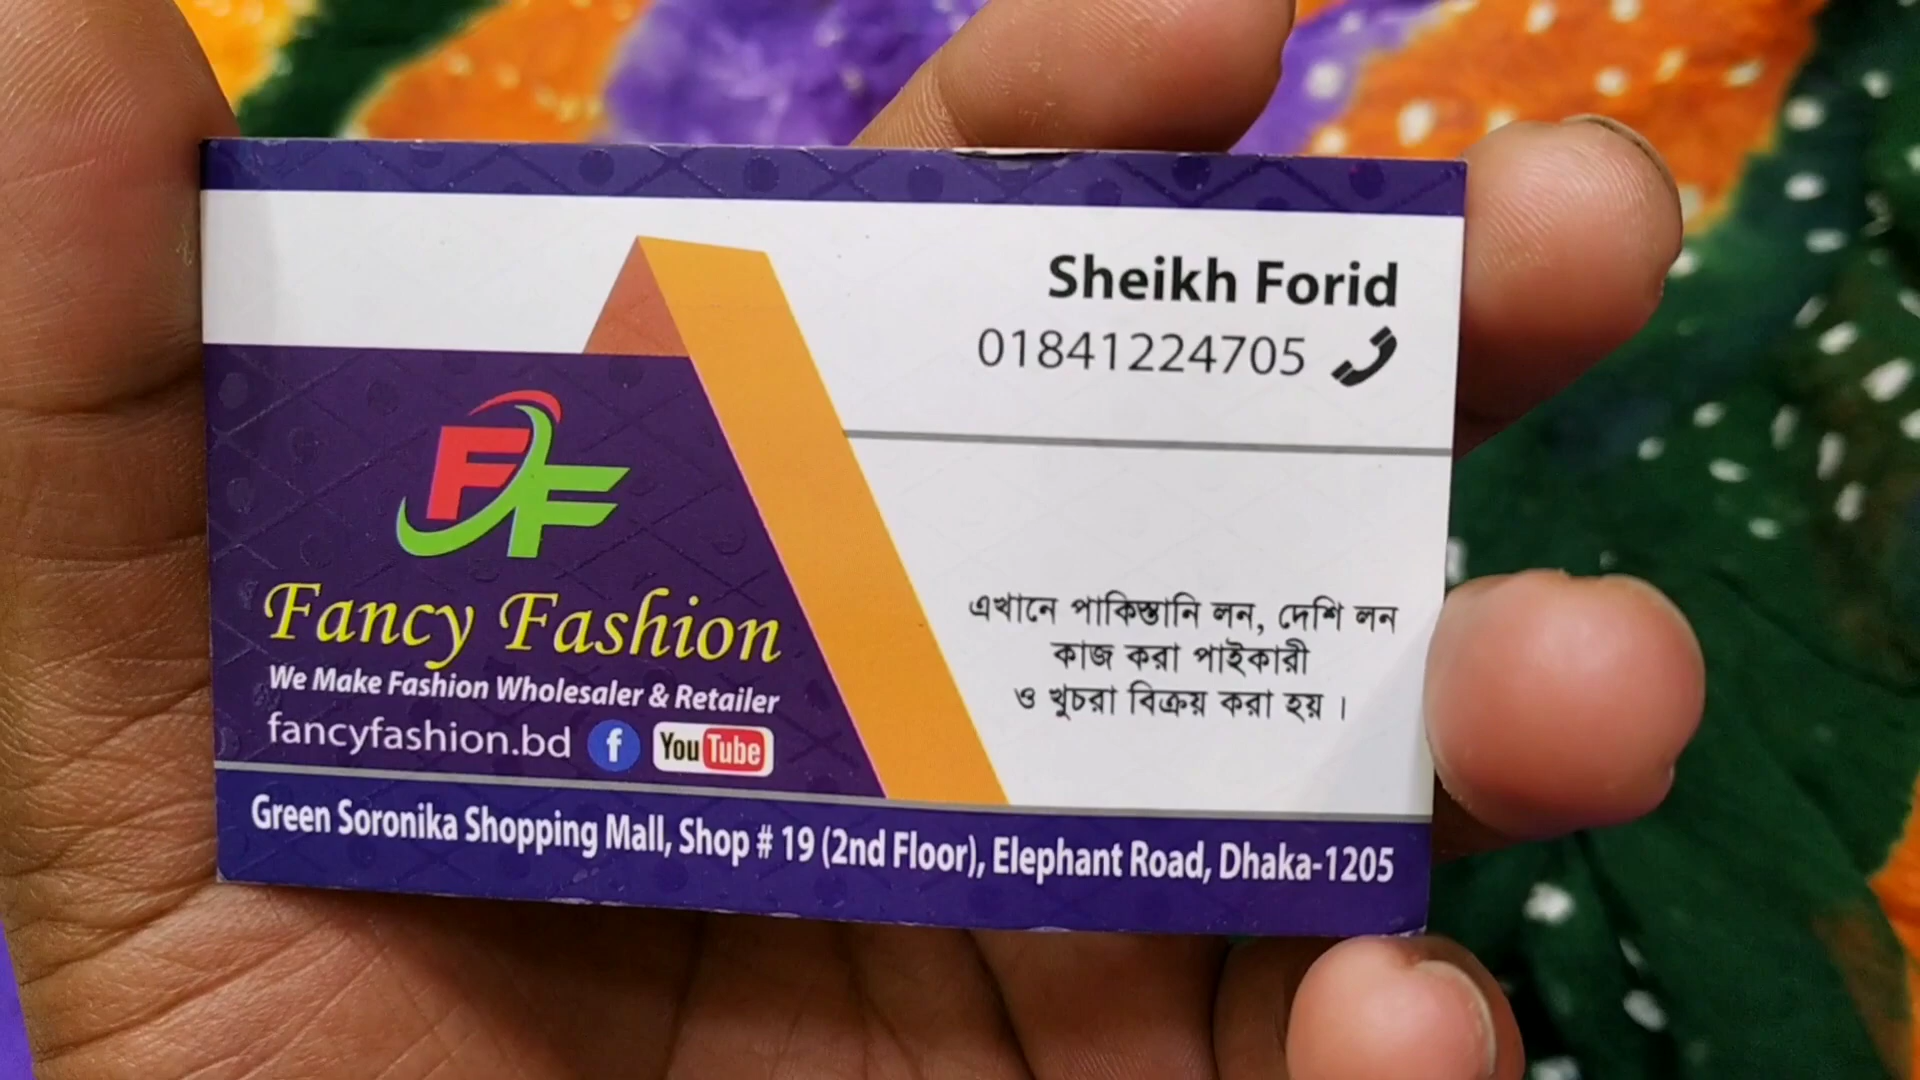 Sheikh Forid
01841224705
FF
Fancy Fashion
We Make Fashion Wholesaler & Retailer
fancyfashion.bd f YouTube
এখানে পাকিস্তানি লন, দেশি লন
কাজ করা পাইকারী
ও খুচরা বিক্রয় করা হয়।
Green Soronika Shopping Mall, Shop # 19 (2nd Floor), Elephant Road, Dhaka-1205